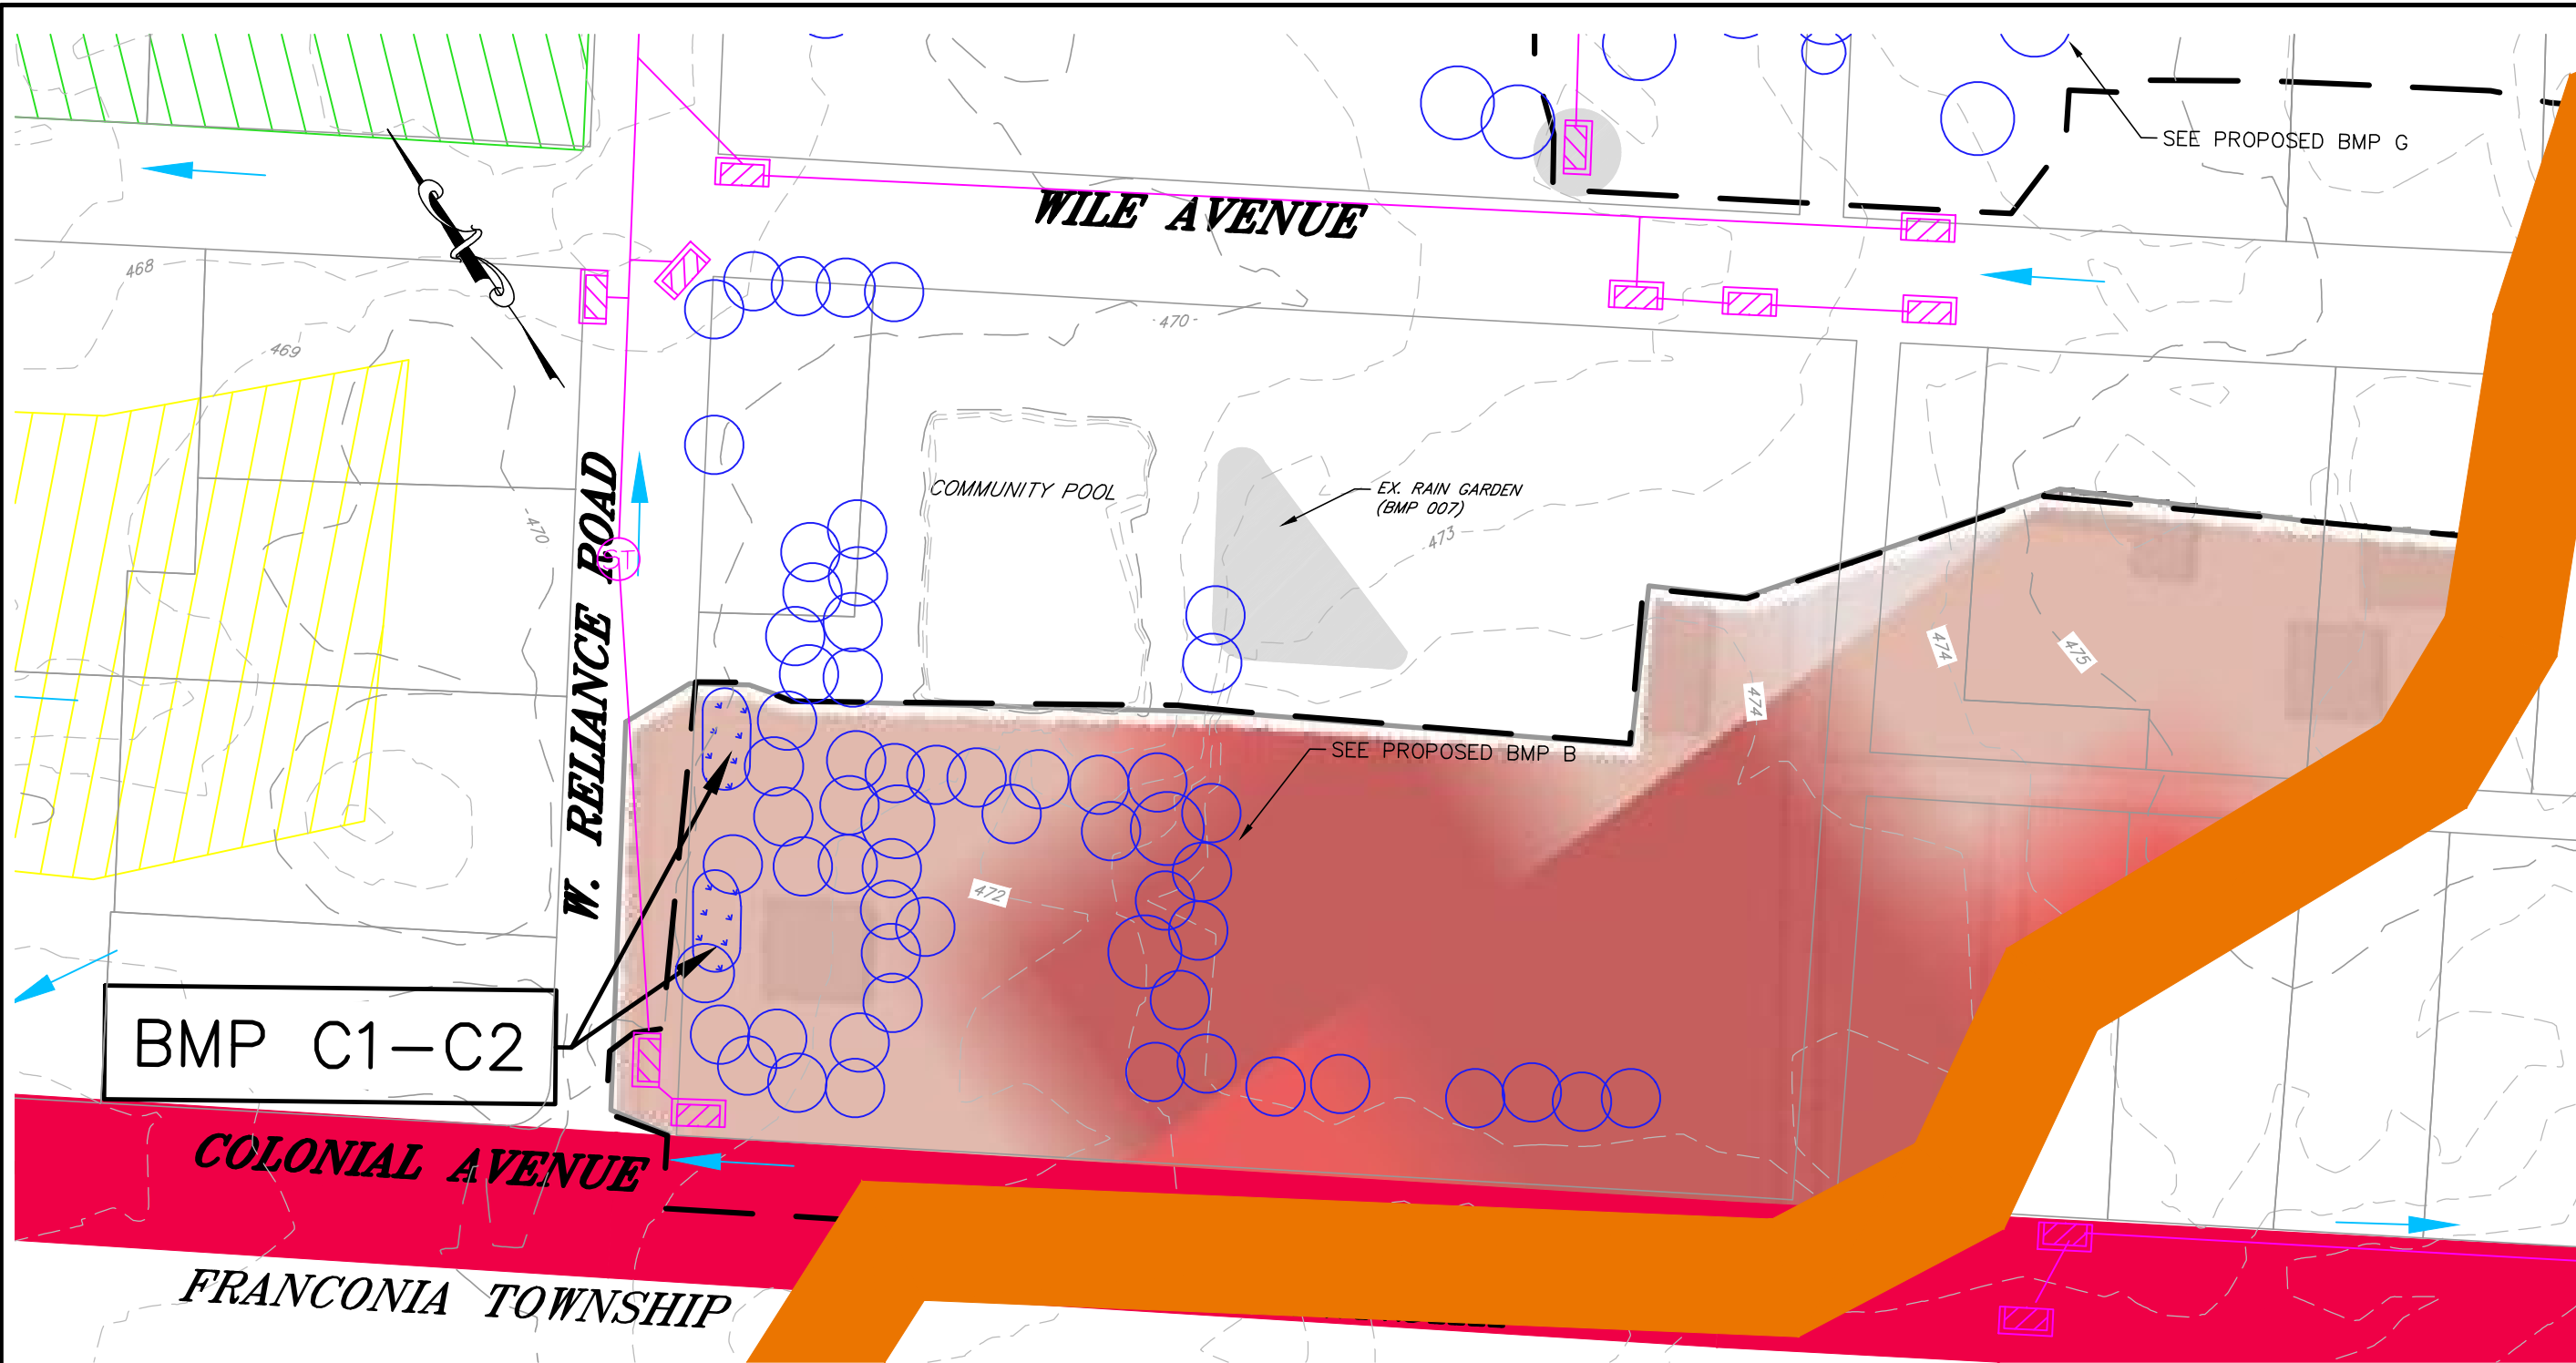 SEE PROPOSED BMP G
WILE AVENUE
468
469
-470-
-470
COMMUNITY POOL
EX. RAIN GARDEN
(BMP 007)
473
W. RELIANCE ROAD
ST
474
475
474
SEE PROPOSED BMP B
472
BMP C1-C2
COLONIAL AVENUE
FRANCONIA TOWNSHIP